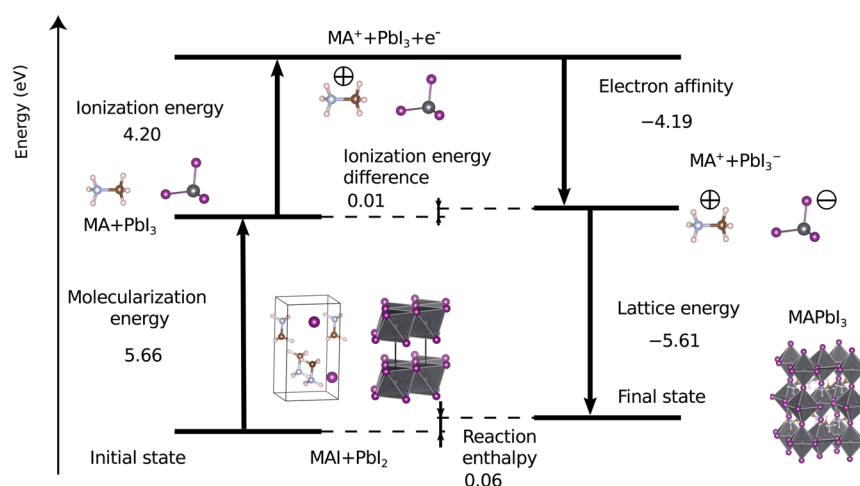 Energy (eV)
MA⁺+PbI₃+e⁻
Ionization energy
4.20
Electron affinity
−4.19
Ionization energy
difference
0.01
MA+PbI₃
MA⁺+PbI₃⁻
Molecularization
energy
5.66
Lattice energy
−5.61
MAPbI₃
Final state
Initial state
MAI+PbI₂
Reaction
enthalpy
0.06